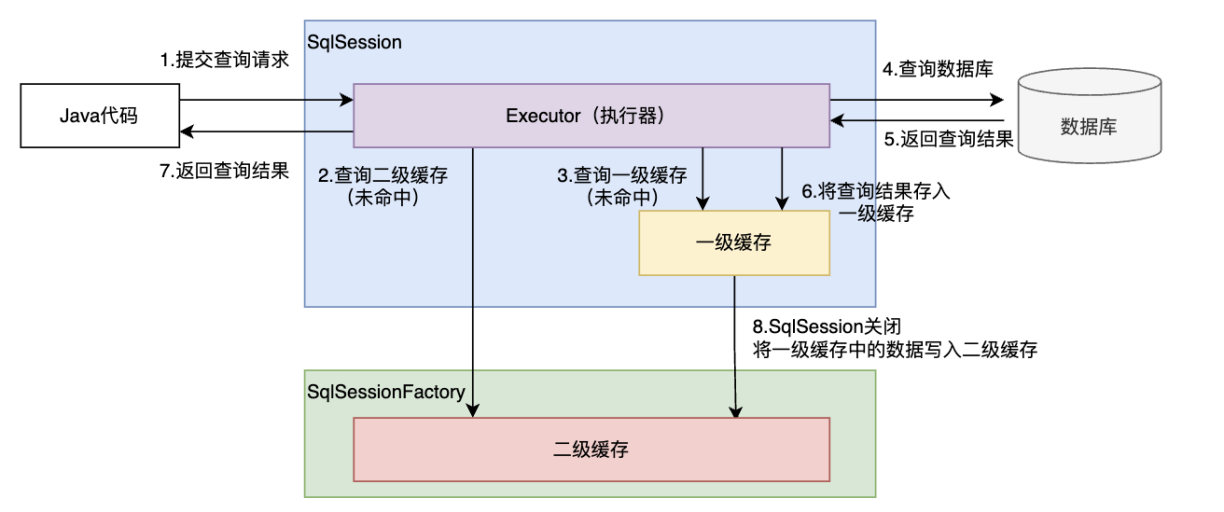 SqlSession
1.提交查询请求
4.查询数据库
Java代码
Executor（执行器）
数据库
5.返回查询结果
7.返回查询结果
2.查询二级缓存
（未命中）
3.查询一级缓存
（未命中）
6.将查询结果存入
一级缓存
一级缓存
8.SqlSession关闭
将一级缓存中的数据写入二级缓存
SqlSessionFactory
二级缓存